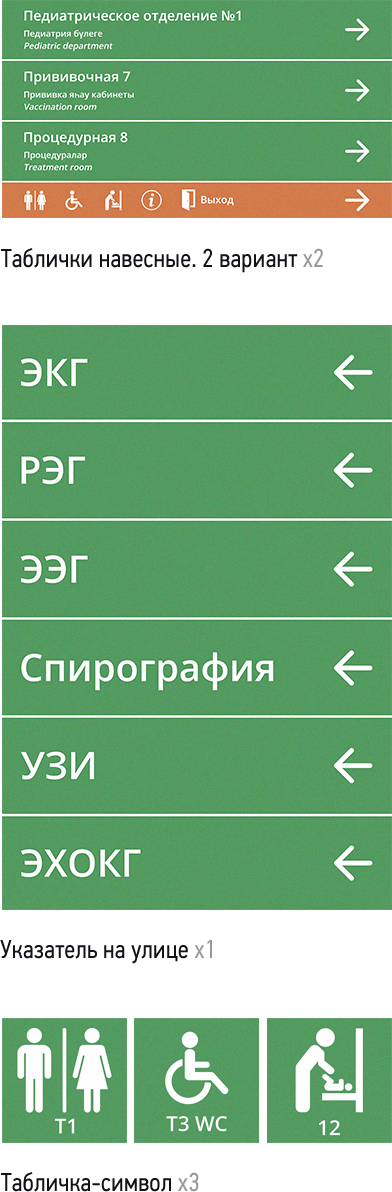 Педиатрическое отделение №1
Педиатрия бүлеге
Pediatric department
Прививочная 7
Прививка яһау кабинеты
Vaccination room
Процедурная 8
Процедуралар
Treatment room
Выход
Таблички навесные. 2 вариант x2
ЭКГ
РЭГ
ЭЭГ
Спирография
УЗИ
ЭХОКГ
Указатель на улице x1
T1
T3 WC
12
Табличка-символ x3